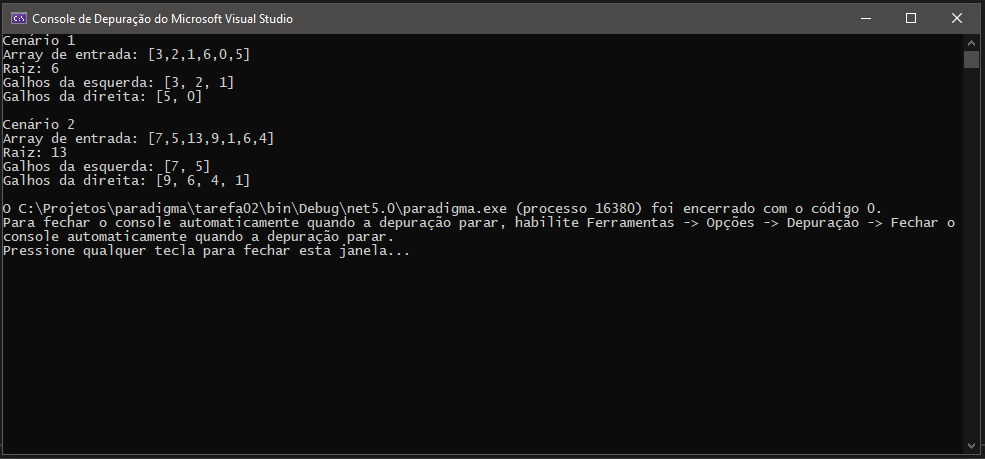 Console de Depuração do Microsoft Visual Studio
Cenário 1
Array de entrada: [3,2,1,6,0,5]
Raiz: 6
Galhos da esquerda: [3, 2, 1]
Galhos da direita: [5, 0]
Cenário 2
Array de entrada: [7,5,13,9,1,6,4]
Raiz: 13
Galhos da esquerda: [7, 5]
Galhos da direita: [9, 6, 4, 1]
O C:\Projetos\paradigma\tarefa02\bin\Debug\net5.0\paradigma.exe (processo 16380) foi encerrado com o código 0.
Para fechar o console automaticamente quando a depuração parar, habilite Ferramentas -> Opções -> Depuração -> Fechar o
console automaticamente quando a depuração parar.
Pressione qualquer tecla para fechar esta janela...